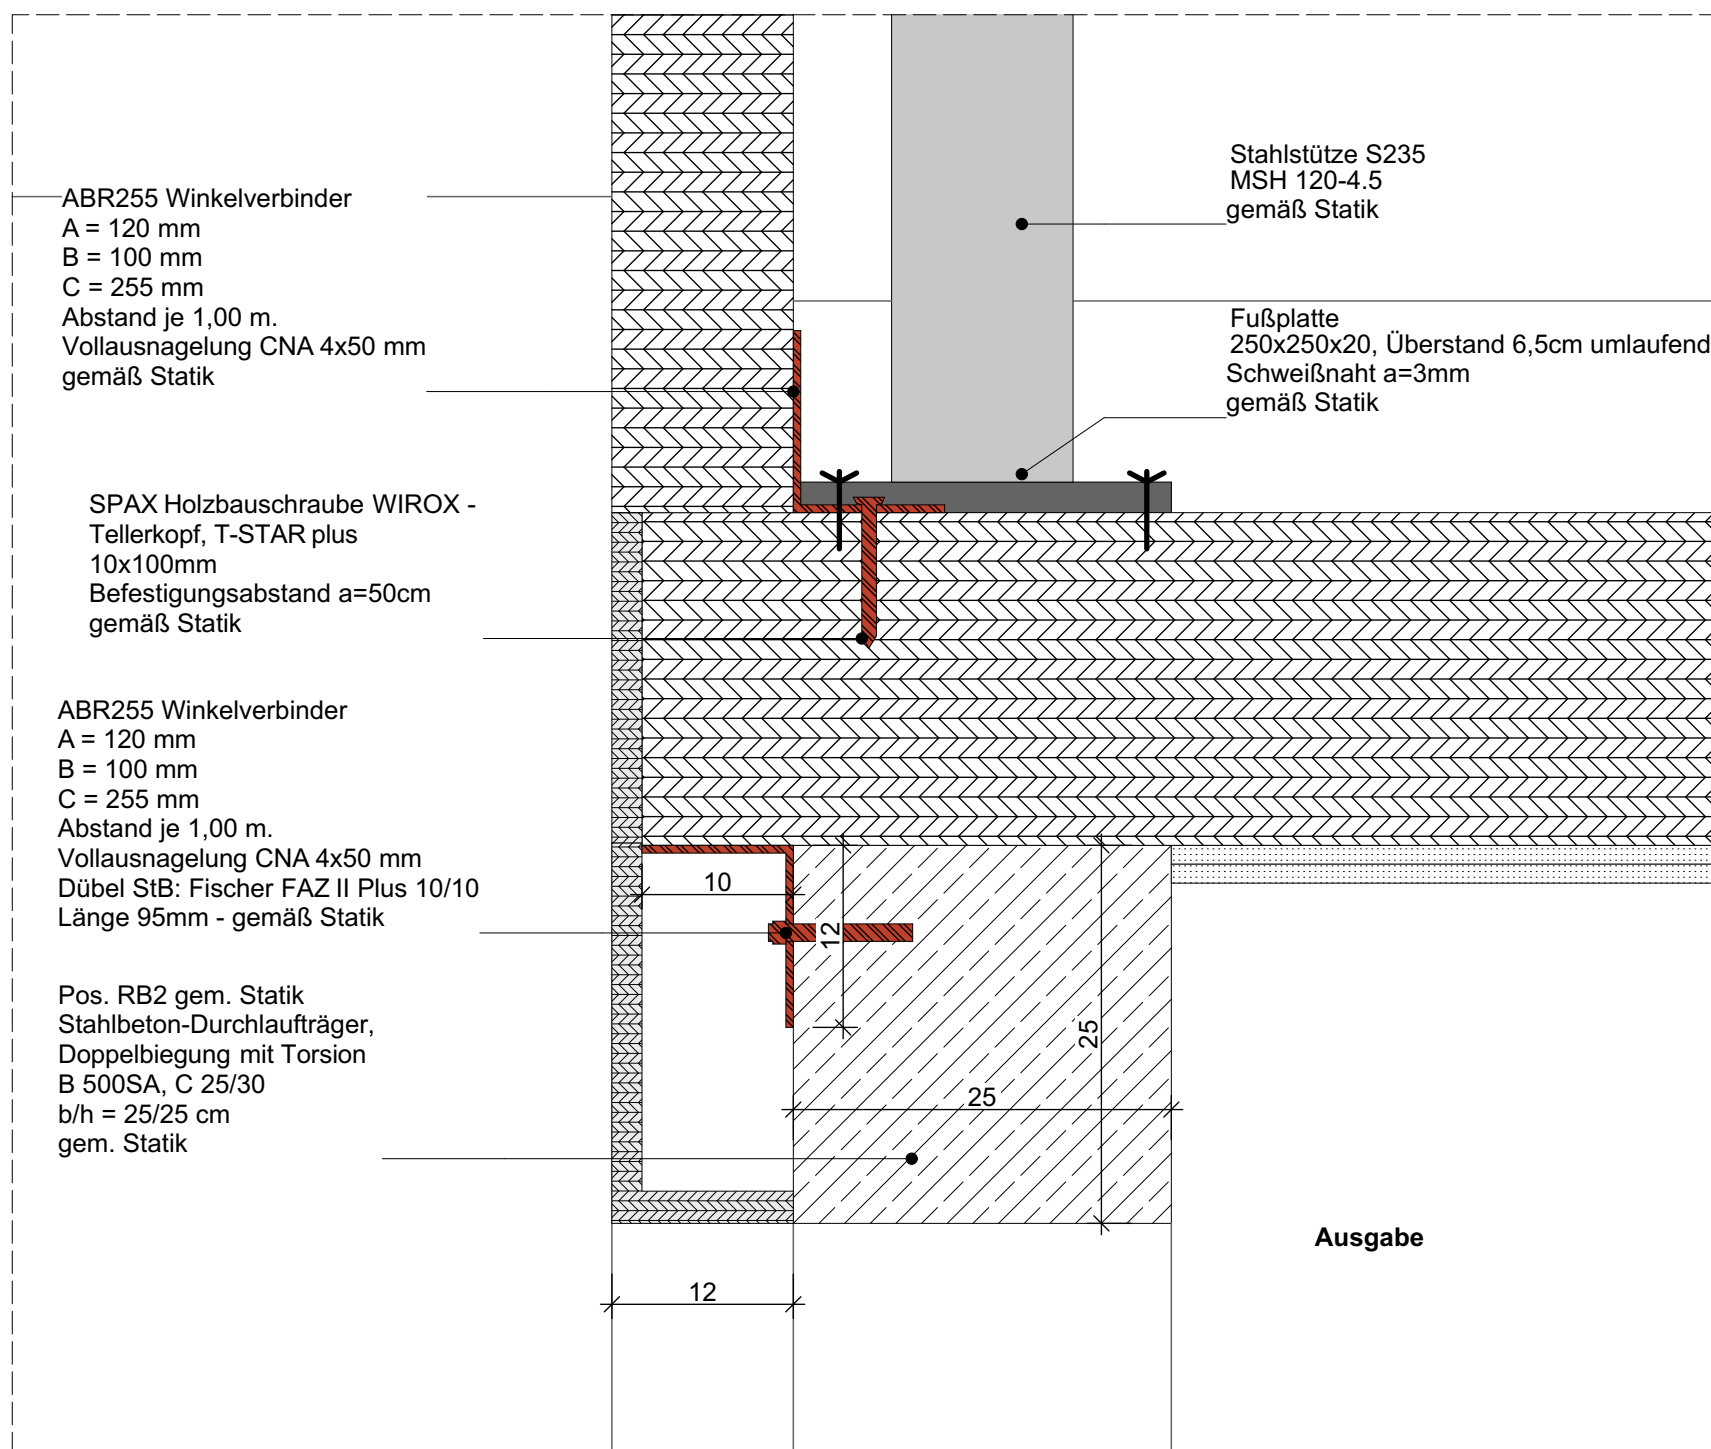 ABR255 Winkelverbinder
A = 120 mm
B = 100 mm
C = 255 mm
Abstand je 1,00 m.
Vollausnagelung CNA 4x50 mm
gemäß Statik
SPAX Holzbauschraube WIROX -
Tellerkopf, T-STAR plus
10x100mm
Befestigungsabstand a=50cm
gemäß Statik
ABR255 Winkelverbinder
A = 120 mm
B = 100 mm
C = 255 mm
Abstand je 1,00 m.
Vollausnagelung CNA 4x50 mm
Dübel StB: Fischer FAZ II Plus 10/10
Länge 95mm - gemäß Statik
Pos. RB2 gem. Statik
Stahlbeton-Durchlaufträger,
Doppelbiegung mit Torsion
B 500SA, C 25/30
b/h = 25/25 cm
gem. Statik
Stahlstütze S235
MSH 120-4.5
gemäß Statik
Fußplatte
250x250x20, Überstand 6,5cm umlaufend
Schweißnaht a=3mm
gemäß Statik
10
12
25
25
12
Ausgabe